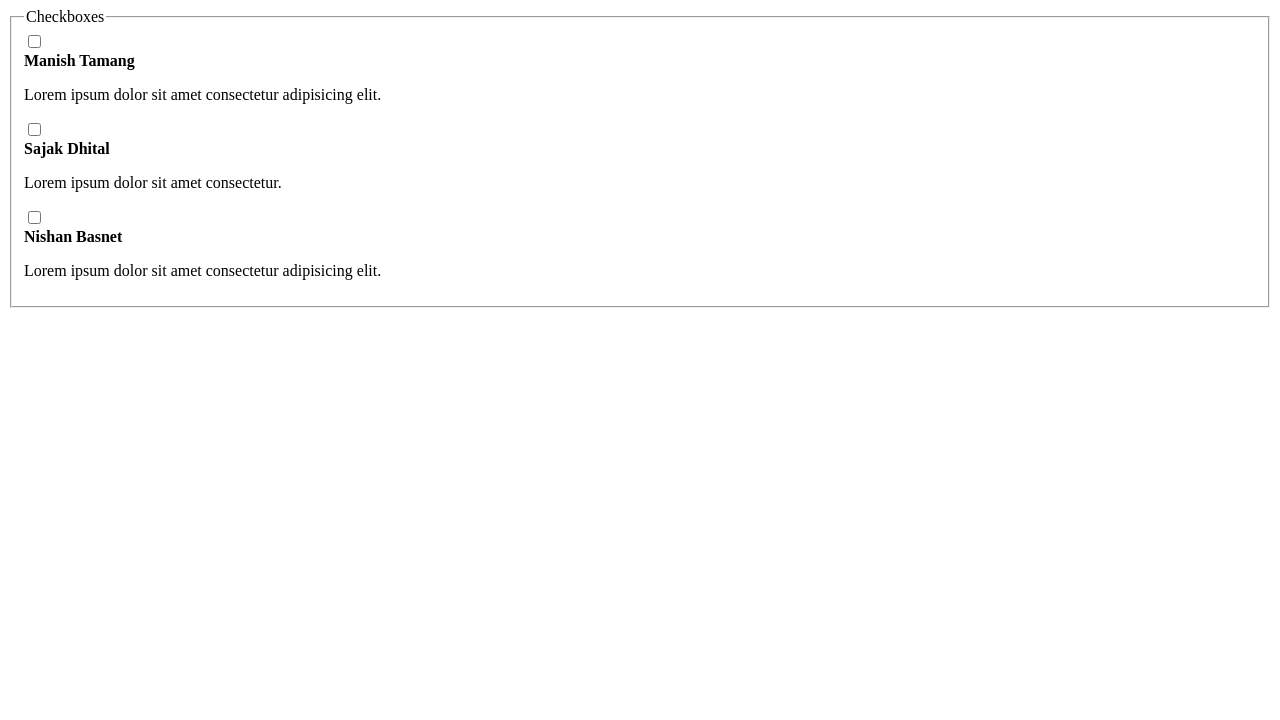 Checkboxes
Manish Tamang
Lorem ipsum dolor sit amet consectetur adipisicing elit.
Sajak Dhital
Lorem ipsum dolor sit amet consectetur.
Nishan Basnet
Lorem ipsum dolor sit amet consectetur adipisicing elit.